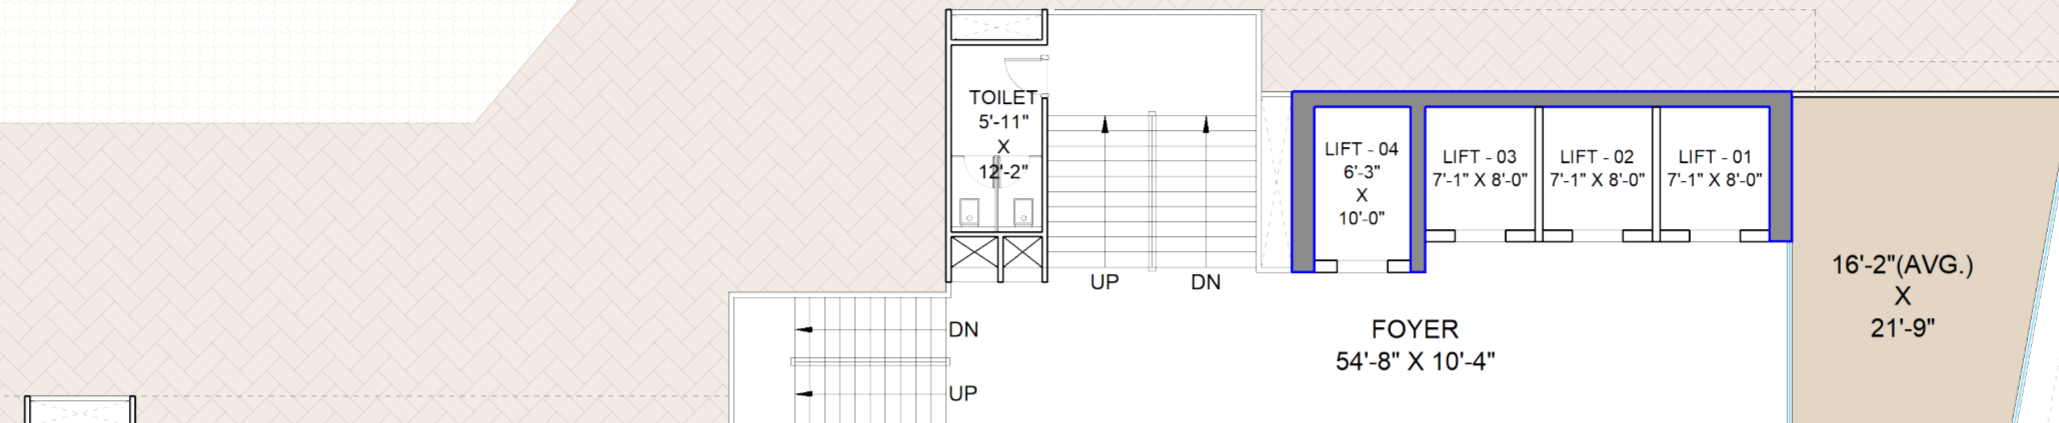 TOILET
5'-11"
X
12'-2"
UP
DN
DN
UP
LIFT - 04
6'-3"
X
10'-0"
LIFT - 03
7'-1" X 8'-0"
LIFT - 02
7'-1" X 8'-0"
LIFT - 01
7'-1" X 8'-0"
FOYER
54'-8" X 10'-4"
16'-2"(AVG.)
X
21'-9"